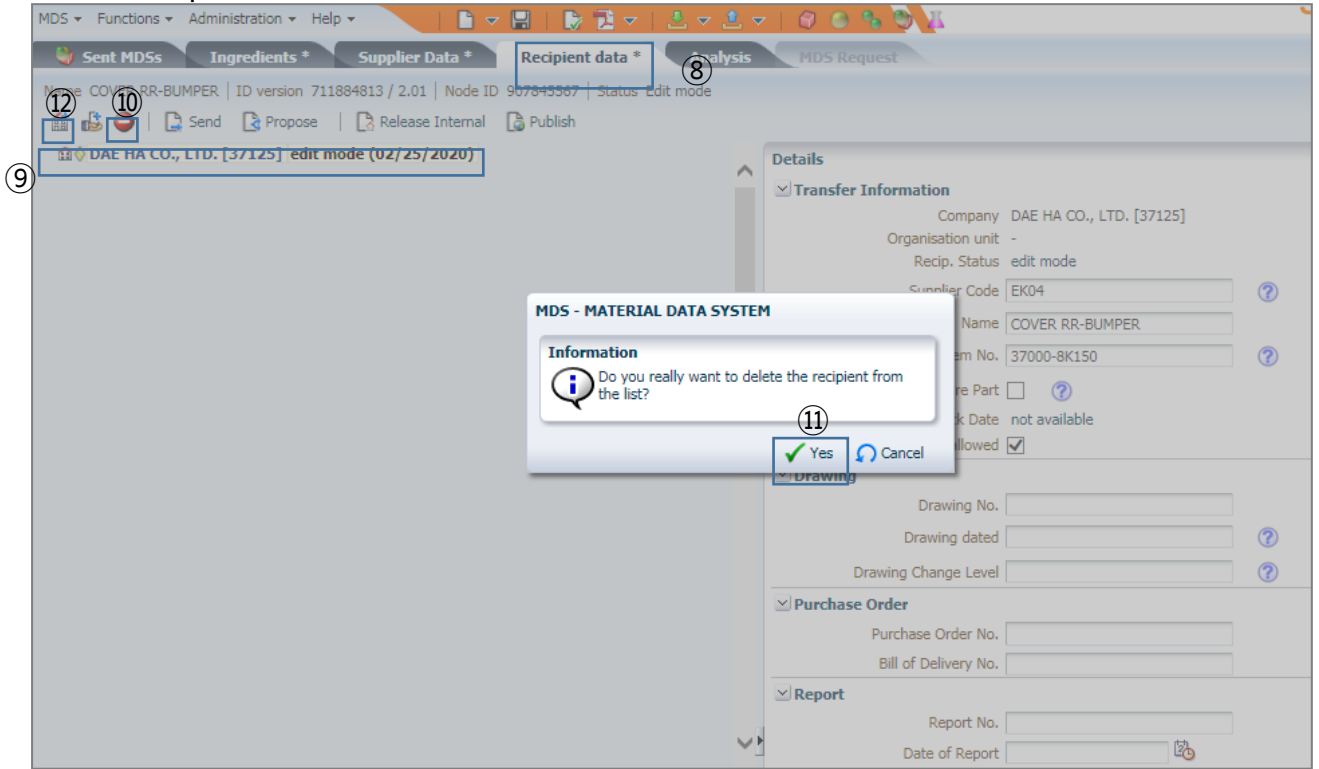 MDS Functions Administration Help
Sent MDSs Ingredients * Supplier Data * Recipient data * Analysis MDS Request
⑧
Name COVER RR-BUMPER | ID version 711884813 / 2.01 | Node ID 907845567 | Status Edit mode
⑫ ⑩
Send Propose | Release Internal Publish
⑨
DAE HA CO., LTD. [37125] edit mode (02/25/2020)
Details
Transfer Information
Company DAE HA CO., LTD. [37125]
Organisation unit -
Recip. Status edit mode
Supplier Code EK04
Name COVER RR-BUMPER
37000-8K150
Part
Date not available
MDS - MATERIAL DATA SYSTEM
Information
Do you really want to delete the recipient from
the list?
⑪
Yes Cancel
Drawing
Drawing No.
Drawing dated
Drawing Change Level
Purchase Order
Purchase Order No.
Bill of Delivery No.
Report
Report No.
Date of Report